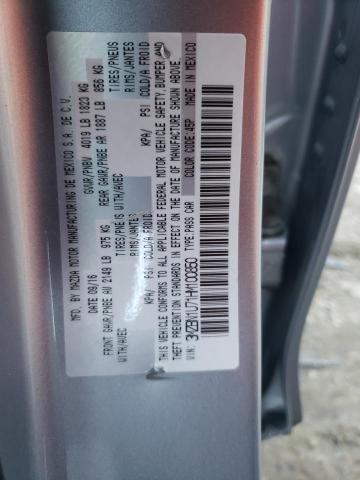 MFD. BY MAZDA MOTOR MANUFACTURING DE MEXICO S.A. DE C.V.
DATE 09/16 GVWR/PNBV 4019 LB 1823 KG
FRONT GAWR/PNBE AV 2149 LB 975 KG REAR GAWR/PNBE AR 1887 LB 856 KG
WITH/AVEC TIRES/PNEUS WITH/AVEC TIRES/PNEUS
RIMS/JANTES RIMS/JANTES
KPA/ PSI COLD/A FROID KPA/ PSI COLD/A FROID
THIS VEHICLE CONFORMS TO ALL APPLICABLE FEDERAL MOTOR VEHICLE SAFETY, BUMPER, AND
THEFT PREVENTION STANDARDS IN EFFECT ON THE DATE OF MANUFACTURE SHOWN ABOVE.
VIN: TYPE: PASS CAR COLOR CODE: 45P MADE IN MEXICO